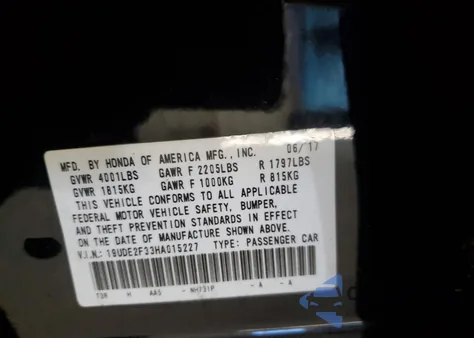 MFD. BY HONDA OF AMERICA MFG., INC. 06/17
GVWR 4001LBS GAWR F 2205LBS R 1797LBS
GVWR 1815KG GAWR F 1000KG R 815KG
THIS VEHICLE CONFORMS TO ALL APPLICABLE
FEDERAL MOTOR VEHICLE SAFETY, BUMPER,
AND THEFT PREVENTION STANDARDS IN EFFECT
ON THE DATE OF MANUFACTURE SHOWN ABOVE.
V.I.N.: 19UDE2F33HA015227 TYPE: PASSENGER CAR
H AAS - NH731P - A - A